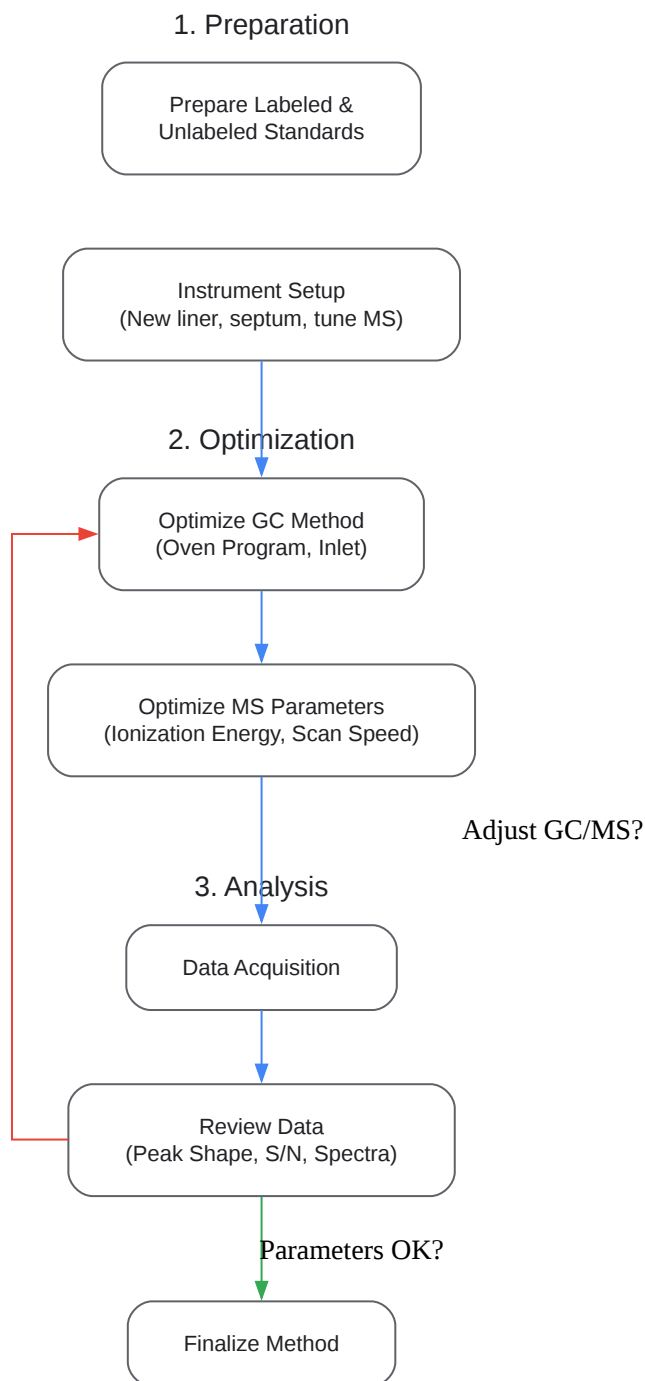 1. Preparation
Prepare Labeled &
Unlabeled Standards
Instrument Setup
(New liner, septum, tune MS)
2. Optimization
Optimize GC Method
(Oven Program, Inlet)
Optimize MS Parameters
(Ionization Energy, Scan Speed)
Adjust GC/MS?
3. Analysis
Data Acquisition
Review Data
(Peak Shape, S/N, Spectra)
Parameters OK?
Finalize Method